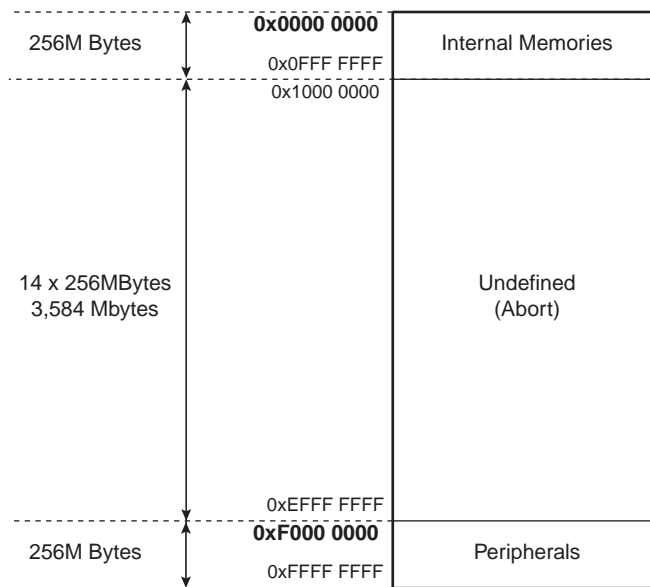 0x0000 0000
256M Bytes
Internal Memories
0x0FFF FFFF
0x1000 0000
14 x 256MBytes
3,584 Mbytes
Undefined
(Abort)
0xEFFF FFFF
0xF000 0000
256M Bytes
Peripherals
0xFFFF FFFF